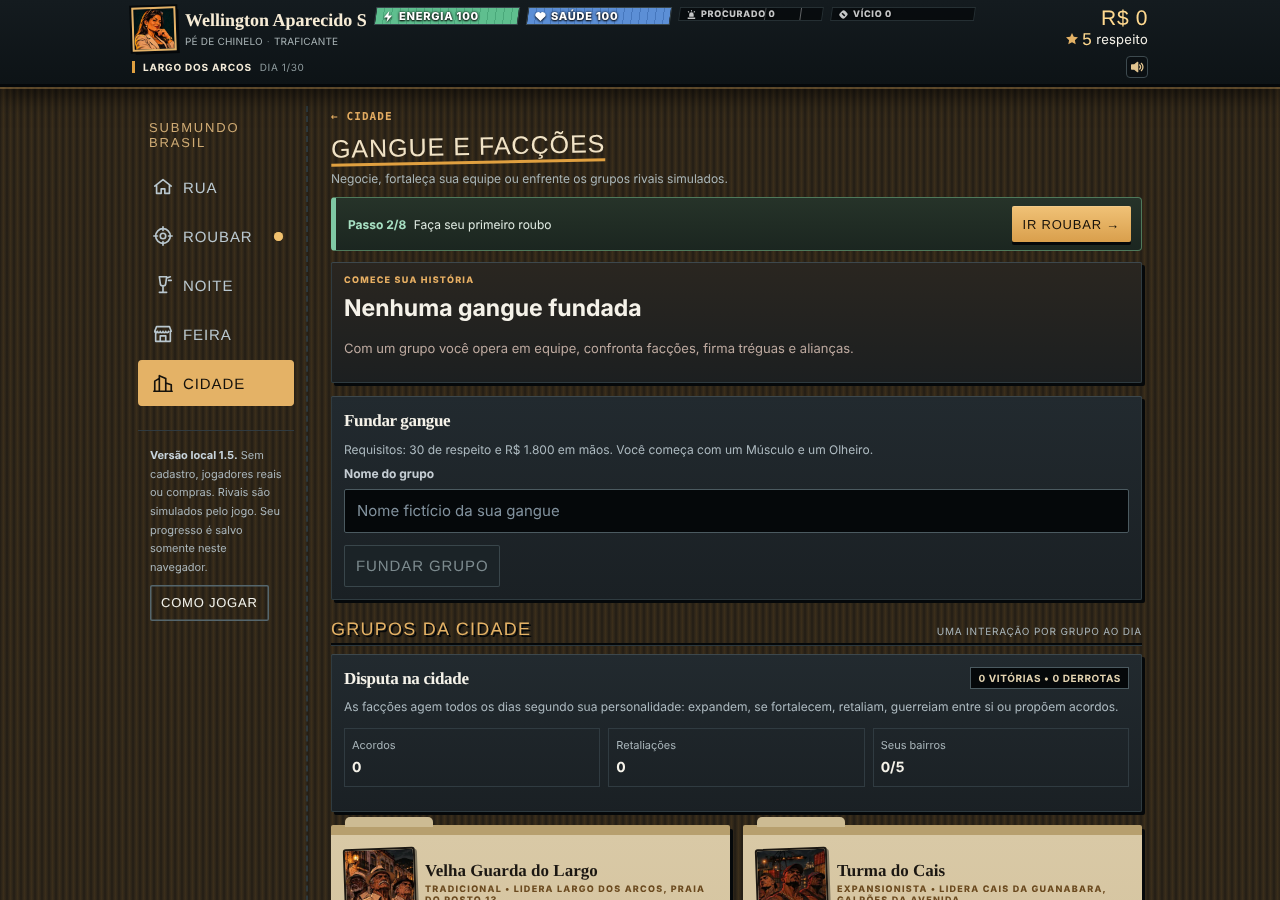 Wellington Aparecido S
ENERGIA 100
SAÚDE 100
PROCURADO 0
VÍCIO 0
R$ 0
PÉ DE CHINELO · TRAFICANTE
5 respeito
LARGO DOS ARCOS DIA 1/30
SUBMUNDO
BRASIL
RUA
ROUBAR
NOITE
FEIRA
CIDADE
Versão local 1.5. Sem
cadastro, jogadores reais
ou compras. Rivais são
simulados pelo jogo. Seu
progresso é salvo
somente neste
navegador.
COMO JOGAR
← CIDADE
GANGUE E FACÇÕES
Negocie, fortaleça sua equipe ou enfrente os grupos rivais simulados.
Passo 2/8 Faça seu primeiro roubo
IR ROUBAR →
COMECE SUA HISTÓRIA
Nenhuma gangue fundada
Com um grupo você opera em equipe, confronta facções, firma tréguas e alianças.
Fundar gangue
Requisitos: 30 de respeito e R$ 1.800 em mãos. Você começa com um Músculo e um Olheiro.
Nome do grupo
Nome fictício da sua gangue
FUNDAR GRUPO
GRUPOS DA CIDADE
UMA INTERAÇÃO POR GRUPO AO DIA
Disputa na cidade
0 VITÓRIAS • 0 DERROTAS
As facções agem todos os dias segundo sua personalidade: expandem, se fortalecem, retaliam, guerreiam entre si ou propõem acordos.
Acordos
0
Retaliações
0
Seus bairros
0/5
Velha Guarda do Largo
TRADICIONAL • LIDERA LARGO DOS ARCOS, PRAIA
DO POSTO 13
Turma do Cais
EXPANSIONISTA • LIDERA CAIS DA GUANABARA,
GALPÕES DA AVENIDA